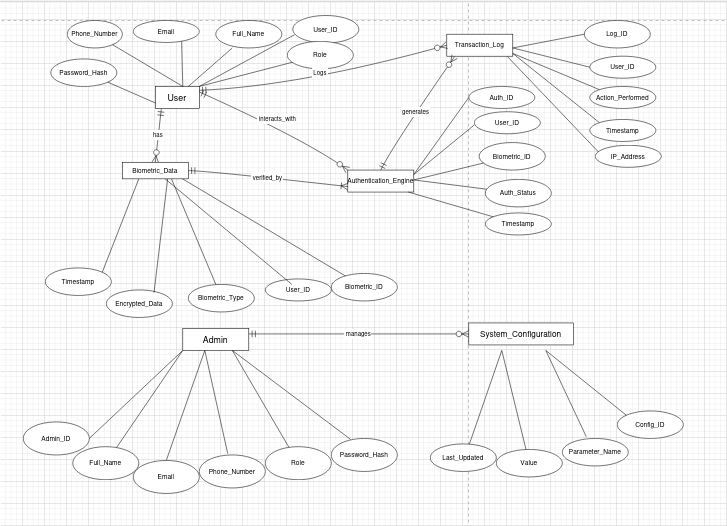 Phone_Number
Email
Full_Name
User_ID
Role
Logs
Password_Hash
User
Transaction_Log
Log_ID
User_ID
Action_Performed
Timestamp
IP_Address
generates
interacts_with
has
Auth_ID
User_ID
Biometric_ID
Auth_Status
Timestamp
Biometric_Data
verified_by
Authentication_Engine
Timestamp
Encrypted_Data
Biometric_Type
User_ID
Biometric_ID
Admin
manages
System_Configuration
Admin_ID
Full_Name
Email
Phone_Number
Role
Password_Hash
Last_Updated
Value
Parameter_Name
Config_ID